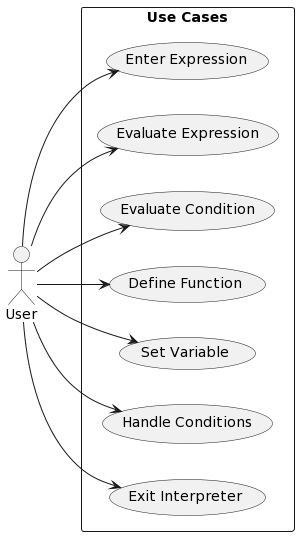 Use Cases
Enter Expression
Evaluate Expression
Evaluate Condition
Define Function
User
Set Variable
Handle Conditions
Exit Interpreter